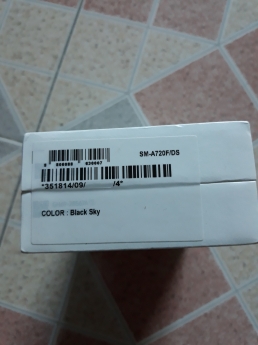 SM-A720F/DS
*351814/09/ /4*
COLOR : Black Sky